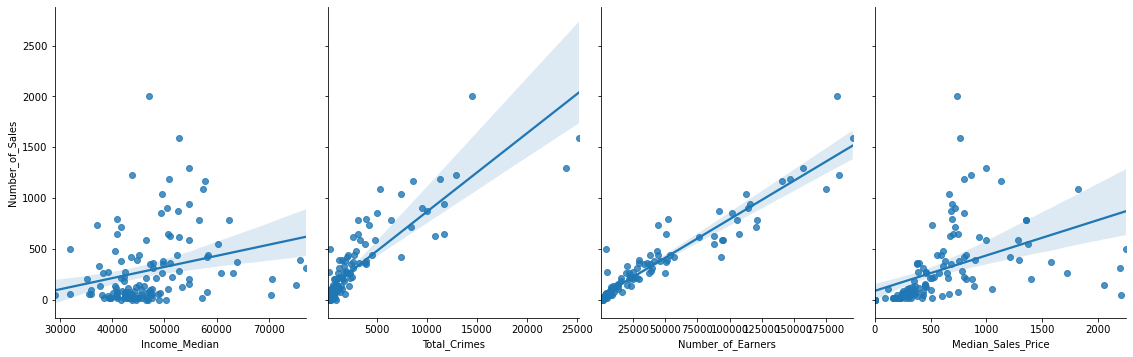 2500
2000
1500
1000
500
0
Number_of_Sales
30000 40000 50000 60000 70000
Income_Median
5000 10000 15000 20000 25000
Total_Crimes
25000 50000 75000 100000 125000 150000 175000
Number_of_Earners
0 500 1000 1500 2000
Median_Sales_Price